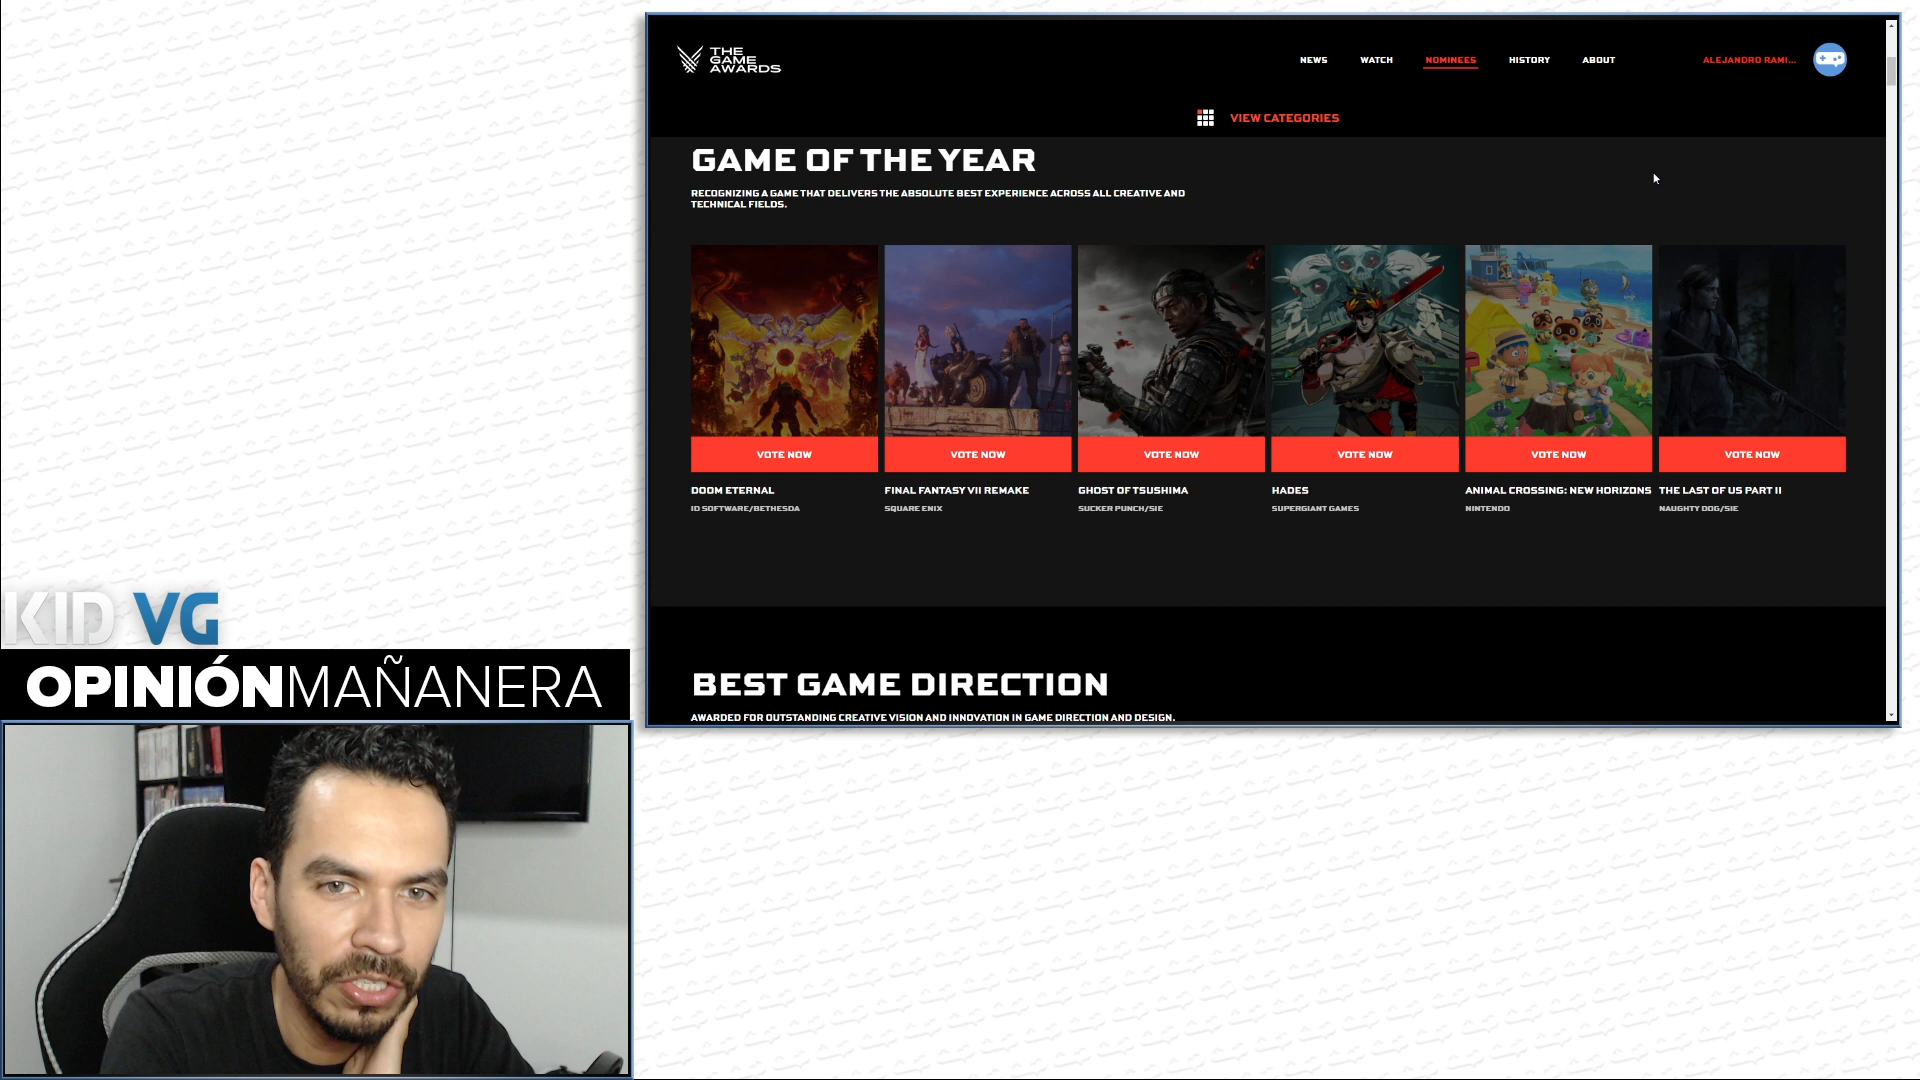 THE
GAME
AWARDS
NEWS
WATCH
NOMINEES
HISTORY
ABOUT
ALEJANDRO RAMI...
VIEW CATEGORIES
GAME OF THE YEAR
RECOGNIZING A GAME THAT DELIVERS THE ABSOLUTE BEST EXPERIENCE ACROSS ALL CREATIVE AND
TECHNICAL FIELDS.
VOTE NOW
VOTE NOW
VOTE NOW
VOTE NOW
VOTE NOW
VOTE NOW
DOOM ETERNAL
ID SOFTWARE/BETHESDA
FINAL FANTASY VII REMAKE
SQUARE ENIX
GHOST OF TSUSHIMA
SUCKER PUNCH/SIE
HADES
SUPERGIANT GAMES
ANIMAL CROSSING: NEW HORIZONS
NINTENDO
THE LAST OF US PART II
NAUGHTY DOG/SIE
BEST GAME DIRECTION
AWARDED FOR OUTSTANDING CREATIVE VISION AND INNOVATION IN GAME DIRECTION AND DESIGN.
KID VG
OPINIÓNMAÑANERA